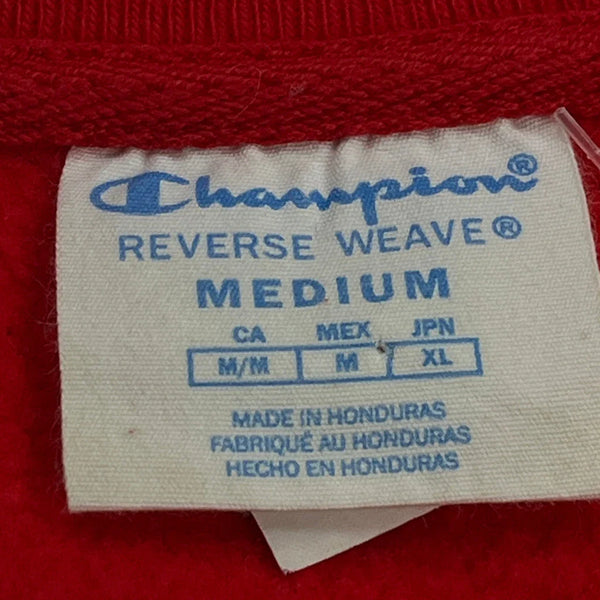 Champion®
REVERSE WEAVE®
MEDIUM
CA MEX JPN
M/M M XL
MADE IN HONDURAS
FABRIQUÉ AU HONDURAS
HECHO EN HONDURAS